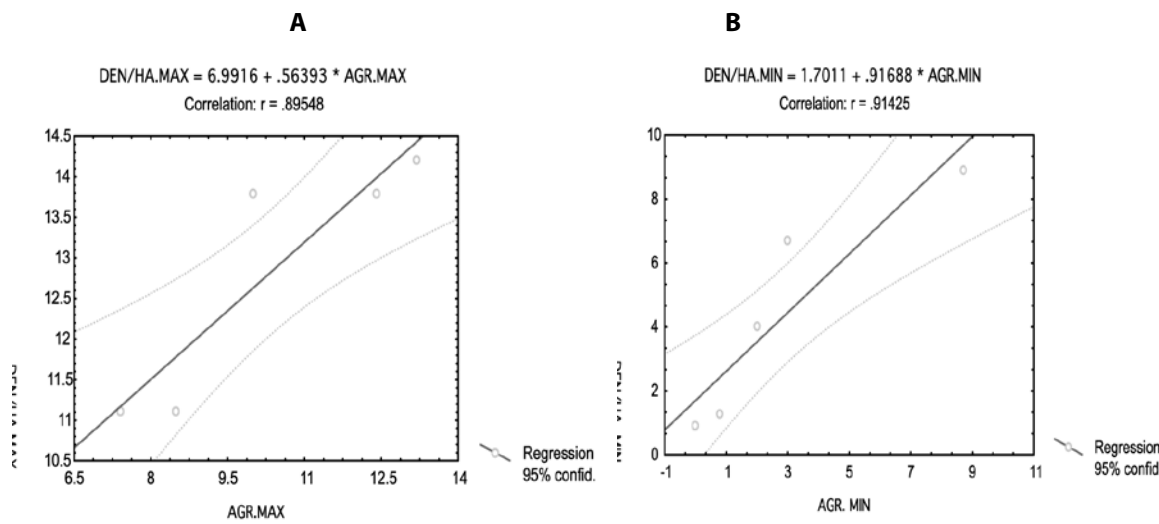 A
DEN/HA.MAX = 6.9916 + .56393 * AGR.MAX
Correlation: r = .89548
14.5
14
13.5
13
12.5
12
11.5
11
10.5
6.5 8 9.5 11 12.5 14
AGR.MAX
Regression
95% confid.
B
DEN/HA.MIN = 1.7011 + .91688 * AGR.MIN
Correlation: r = .91425
10
8
6
4
2
0
-1 1 3 5 7 9 11
AGR. MIN
Regression
95% confid